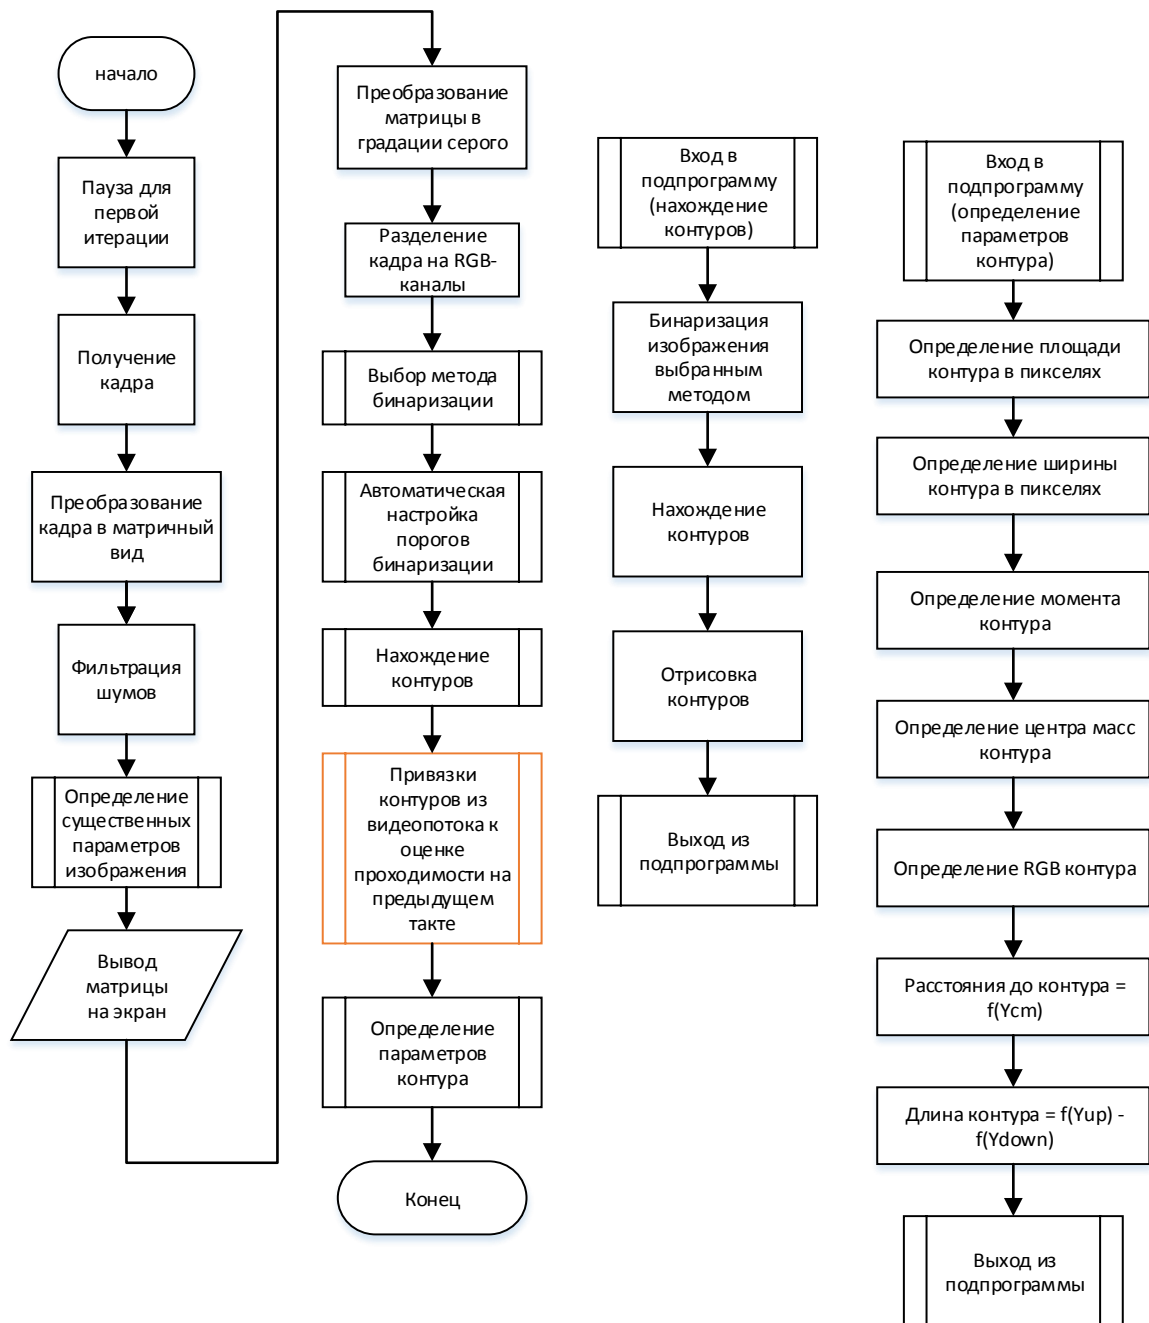 начало
Пауза для
первой
итерации
Получение
кадра
Преобразование
кадра в матричный
вид
Фильтрация
шумов
Определение
существенных
параметров
изображения
Вывод
матрицы
на экран
Преобразование
матрицы в
градации серого
Разделение
кадра на RGB-
каналы
Выбор метода
бинаризации
Автоматическая
настройка
порогов
бинаризации
Нахождение
контуров
Привязки
контуров из
видеопотока к
оценке
проходимости на
предыдущем
такте
Определение
параметров
контура
Конец
Вход в
подпрограмму
(нахождение
контуров)
Бинаризация
изображения
выбранным
методом
Нахождение
контуров
Отрисовка
контуров
Выход из
подпрограммы
Вход в
подпрограмму
(определение
параметров
контура)
Определение площади
контура в пикселях
Определение ширины
контура в пикселях
Определение момента
контура
Определение центра масс
контура
Определение RGB контура
Расстояния до контура =
f(Ycm)
Длина контура = f(Yup) -
f(Ydown)
Выход из
подпрограммы